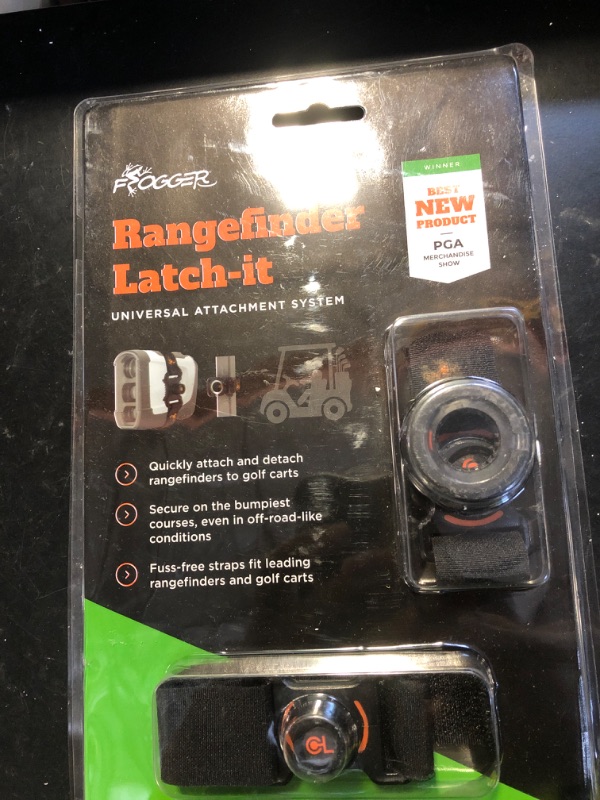 FROGGER
Rangefinder
Latch-it
UNIVERSAL ATTACHMENT SYSTEM
WINNER
BEST
NEW
PRODUCT
PGA
MERCHANDISE
SHOW
Quickly attach and detach
rangefinders to golf carts
Secure on the bumpiest
courses, even in off-road-like
conditions
Fuss-free straps fit leading
rangefinders and golf carts
CL